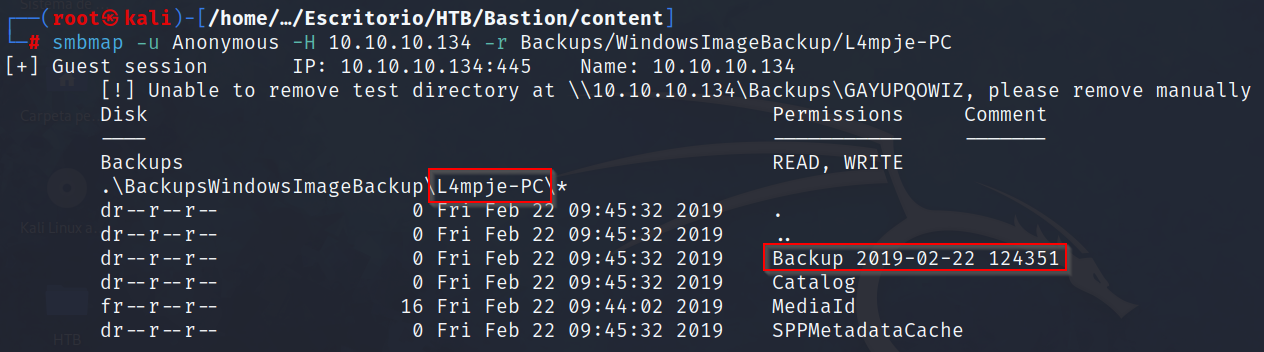 ┌──(root㉿kali)-[/home/…/Escritorio/HTB/Bastion/content]
└─# smbmap -u Anonymous -H 10.10.10.134 -r Backups/WindowsImageBackup/L4mpje-PC
[+] Guest session       IP: 10.10.10.134:445    Name: 10.10.10.134
[!] Unable to remove test directory at \\10.10.10.134\Backups\GAYUPQOWIZ, please remove manually
Disk                                                    Permissions     Comment
----                                                    -----------     -------
Backups                                                 READ, WRITE
.\BackupsWindowsImageBackup\L4mpje-PC\*
dr--r--r--                0 Fri Feb 22 09:45:32 2019    .
dr--r--r--                0 Fri Feb 22 09:45:32 2019    ..
dr--r--r--                0 Fri Feb 22 09:45:32 2019    Backup 2019-02-22 124351
dr--r--r--                0 Fri Feb 22 09:45:32 2019    Catalog
fr--r--r--               16 Fri Feb 22 09:44:02 2019    MediaId
dr--r--r--                0 Fri Feb 22 09:45:32 2019    SPPMetadataCache
Carpeta pe...
Kali Linux a...
HTB